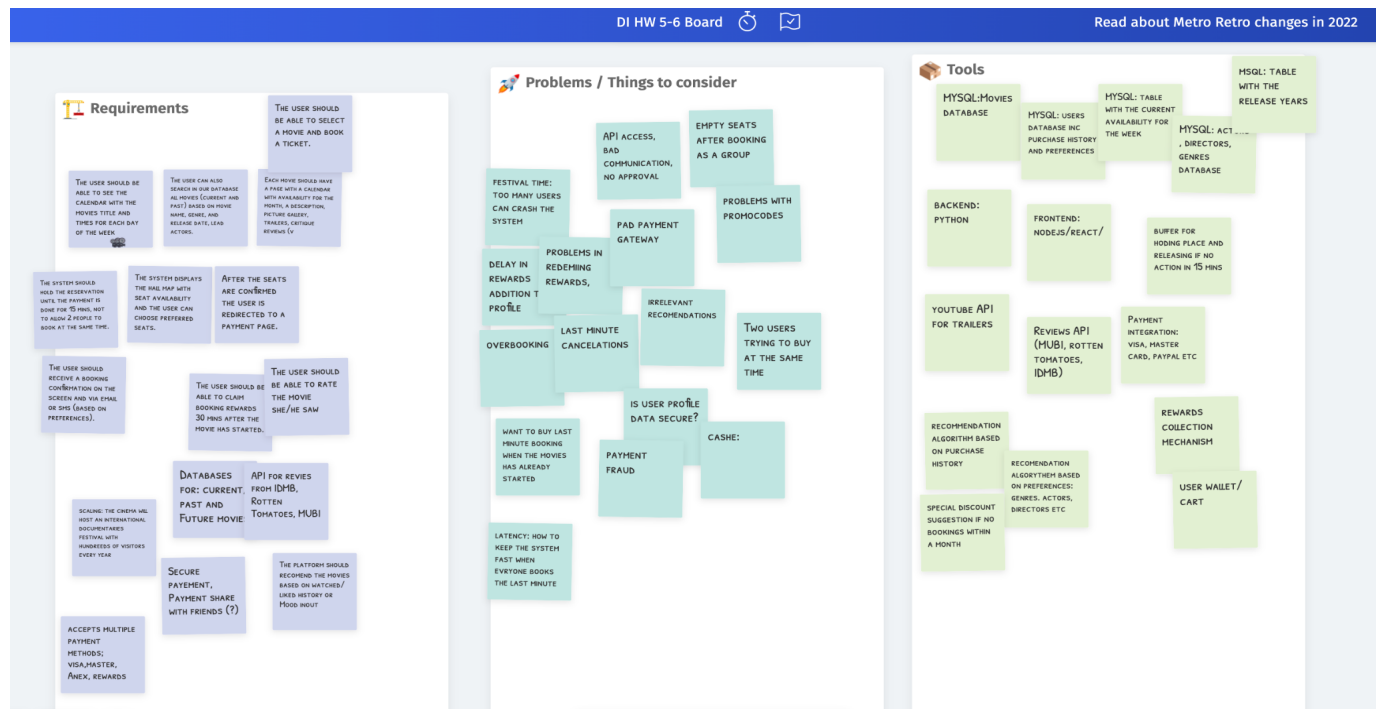 DI HW 5-6 Board
Read about Metro Retro changes in 2022
Requirements
THE USER SHOULD
BE ABLE TO SELECT
A MOVIE AND BOOK
A TICKET.
THE USER SHOULD BE
ABLE TO SEE THE
CALENDAR WITH THE
MOVIES TITLE AND
TIMES FOR EACH DAY
OF THE WEEK
THE USER CAN ALSO
SEARCH IN OUR DATABASE
ALL MOVIES (CURRENT AND
PAST) BASED ON MOVIE
NAME, GENRE, AND
RELEASE DATE, LEAD
ACTORS.
EACH MOVIE SHOULD HAVE
A PAGE WITH A CALENDAR
WITH AVAILABILITY FOR THE
MONTH, A DESCRIPTION,
PICTURE GALLERY,
TRAILERS, CRITIQUE
REVIEWS (V
THE SYSTEM SHOULD
HOLD THE RESERVATION
UNTIL THE PAYMENT IS
DONE FOR 15 MINS, NOT
TO ALLOW 2 PEOPLE TO
BOOK AT THE SAME TIME.
THE SYSTEM DISPLAYS
THE HALL MAP WITH
SEAT AVAILABILITY
AND THE USER CAN
CHOOSE PREFERRED
SEATS.
AFTER THE SEATS
ARE CONFIRMED
THE USER IS
REDIRECTED TO A
PAYMENT PAGE.
THE USER SHOULD
RECEIVE A BOOKING
CONFIRMATION ON THE
SCREEN AND VIA EMAIL
OR SMS (BASED ON
PREFERENCES).
THE USER SHOULD BE
ABLE TO CLAIM
BOOKING REWARDS
30 MINS AFTER THE
MOVIE HAS STARTED.
THE USER SHOULD
BE ABLE TO RATE
THE MOVIE
SHE/HE SAW
DATABASES
FOR: CURRENT,
PAST AND
FUTURE MOVIE
API FOR REVIES
FROM IDMB,
ROTTEN
TOMATOES, MUBI
SCALING: THE CINEMA WILL
HOST AN INTERNATIONAL
DOCUMENTARIES
FESTIVAL WITH
HUNDREEDS OF VISITORS
EVERY YEAR
SECURE
PAYEMENT,
PAYMENT SHARE
WITH FRIENDS (?)
THE PLATFORM SHOULD
RECOMEND THE MOVIES
BASED ON WATCHED/
LIKED HISTORY OR
MOOD INOUT
ACCEPTS MULTIPLE
PAYMENT
METHODS;
VISA,MASTER,
ANEX, REWARDS
Problems / Things to consider
API ACCESS,
BAD
COMMUNICATION,
NO APPROVAL
EMPTY SEATS
AFTER BOOKING
AS A GROUP
FESTIVAL TIME:
TOO MANY USERS
CAN CRASH THE
SYSTEM
PROBLEMS WITH
PROMOCODES
PAD PAYMENT
GATEWAY
DELAY IN
REWARDS
ADDITION T
PROFILE
PROBLEMS IN
REDEMIING
REWARDS,
IRRELEVANT
RECOMENDATIONS
OVERBOOKING
LAST MINUTE
CANCELATIONS
TWO USERS
TRYING TO BUY
AT THE SAME
TIME
IS USER PROFILE
DATA SECURE?
WANT TO BUY LAST
MINUTE BOOKING
WHEN THE MOVIES
HAS ALREADY
STARTED
PAYMENT
FRAUD
CASHE:
LATENCY: HOW TO
KEEP THE SYSTEM
FAST WHEN
EVRYONE BOOKS
THE LAST MINUTE
Tools
MYSQL:MOVIES
DATABASE
MYSQL: USERS
DATABASE INC
PURCHASE HISTORY
AND PREFERENCES
MYSQL: TABLE
WITH THE CURRENT
AVAILABILITY FOR
THE WEEK
MYSQL:
, DIRECTORS,
GENRES
DATABASE
MSQL: TABLE
WITH THE
RELEASE YEARS
BACKEND:
PYTHON
FRONTEND:
NODEJS/REACT/
BUFFER FOR
HODING PLACE AND
RELEASING IF NO
ACTION IN 15 MINS
YOUTUBE API
FOR TRAILERS
REVIEWS API
(MUBI, ROTTEN
TOMATOES,
IDMB)
PAYMENT
INTEGRATION:
VISA, MASTER
CARD, PAYPAL ETC
RECOMMENDATION
ALGORITHM BASED
ON PURCHASE
HISTORY
RECOMENDATION
ALGORYTHEM BASED
ON PREFERENCES:
GENRES. ACTORS,
DIRECTORS ETC
REWARDS
COLLECTION
MECHANISM
USER WALLET/
CART
SPECIAL DISCOUNT
SUGGESTION IF NO
BOOKINGS WITHIN
A MONTH